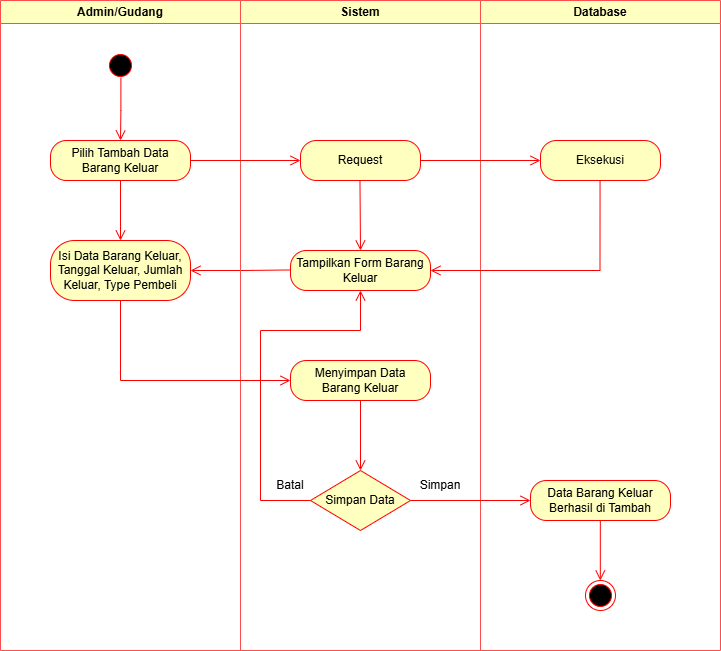 Admin/Gudang
Sistem
Database
Pilih Tambah Data
Barang Keluar
Request
Eksekusi
Isi Data Barang Keluar,
Tanggal Keluar, Jumlah
Keluar, Type Pembeli
Tampilkan Form Barang
Keluar
Menyimpan Data
Barang Keluar
Batal
Simpan Data
Simpan
Data Barang Keluar
Berhasil di Tambah